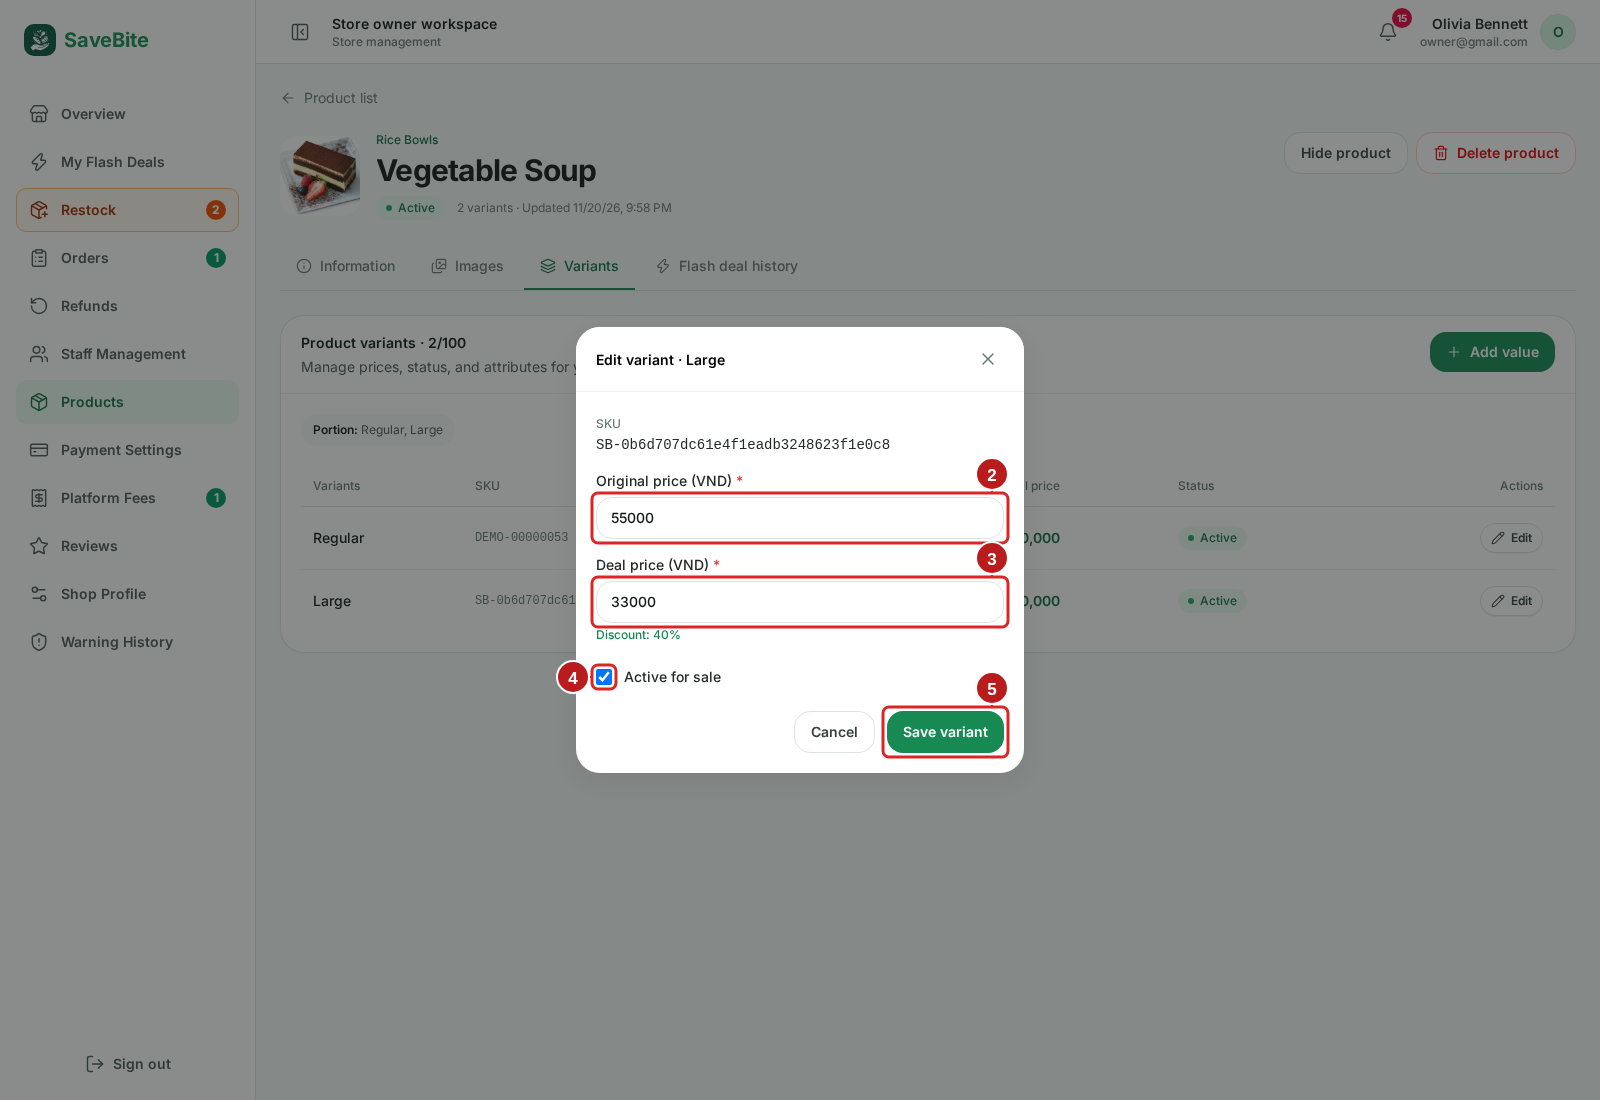 SaveBite
Store owner workspace
Store management
15
Olivia Bennett
owner@gmail.com
O
Overview
My Flash Deals
Restock
2
Orders
1
Refunds
Staff Management
Products
Payment Settings
Platform Fees
1
Reviews
Shop Profile
Warning History
Sign out
Product list
Rice Bowls
Vegetable Soup
Active
2 variants · Updated 11/20/26, 9:58 PM
Hide product
Delete product
Information
Images
Variants
Flash deal history
Product variants · 2/100
Manage prices, status, and attributes for
Add value
Portion: Regular, Large
Variants
SKU
price
Status
Actions
Regular
DEMO-00000053
0,000
Active
Edit
Large
SB-0b6d707dc61
0,000
Active
Edit
Edit variant · Large
SKU
SB-0b6d707dc61e4f1eadb3248623f1e0c8
Original price (VND) *
2
55000
Deal price (VND) *
3
33000
Discount: 40%
4
Active for sale
5
Cancel
Save variant